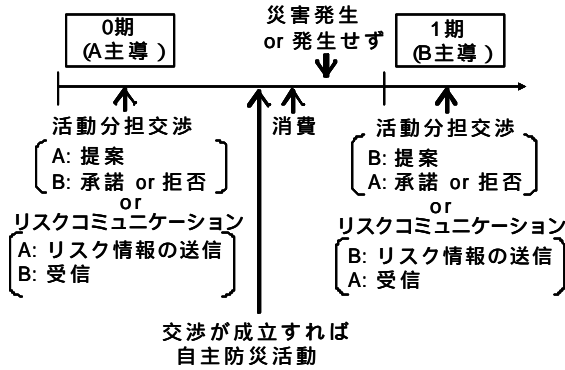 0期
(A主導)
災害発生
or 発生せず
1期
(B主導)
活動分担交渉
A: 提案
B: 承諾 or 拒否
or
リスクコミュニケーション
A: リスク情報の送信
B: 受信
消費
活動分担交渉
B: 提案
A: 承諾 or 拒否
or
リスクコミュニケーション
B: リスク情報の送信
A: 受信
交渉が成立すれば
自主防災活動